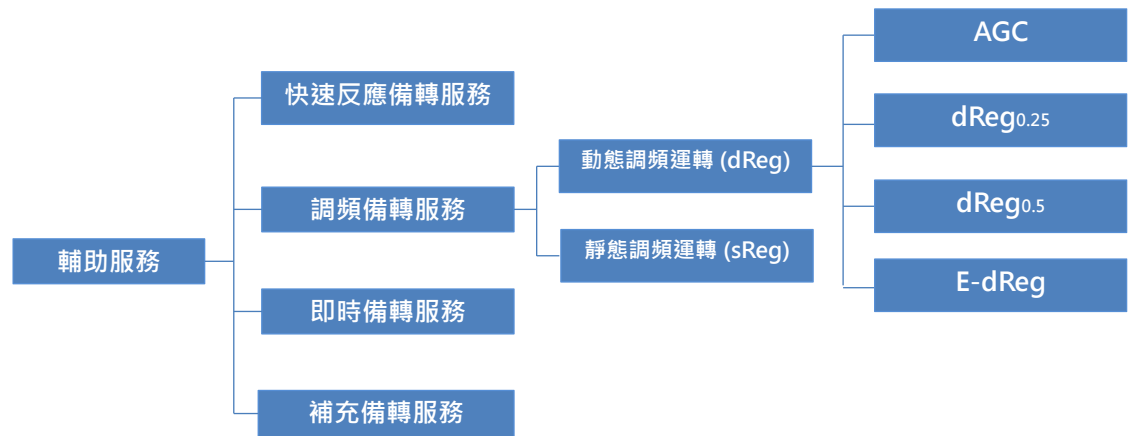 輔助服務
快速反應備轉服務
調頻備轉服務
即時備轉服務
補充備轉服務
動態調頻運轉 (dReg)
靜態調頻運轉 (sReg)
AGC
dReg0.25
dReg0.5
E-dReg